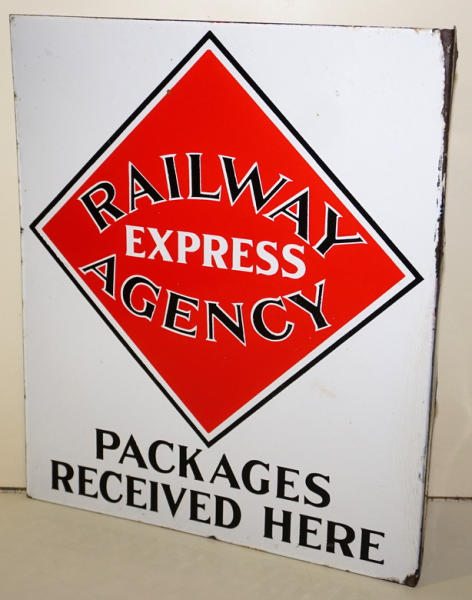 RAILWAY
EXPRESS
AGENCY
PACKAGES
RECEIVED HERE